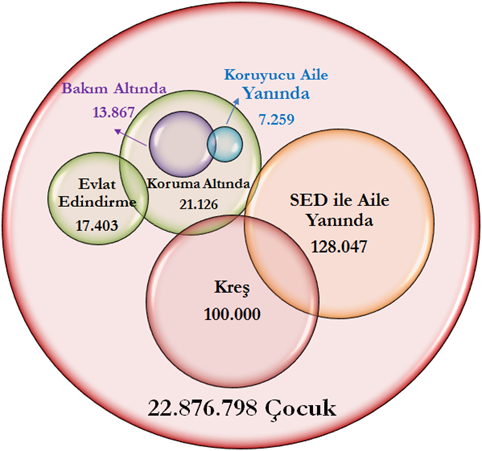 Koruyucu Aile
Yanında
7.259
Bakım Altında
13.867
Evlat
Edindirme
17.403
Koruma Altında
21.126
SED ile Aile
Yanında
128.047
Kreş
100.000
22.876.798 Çocuk